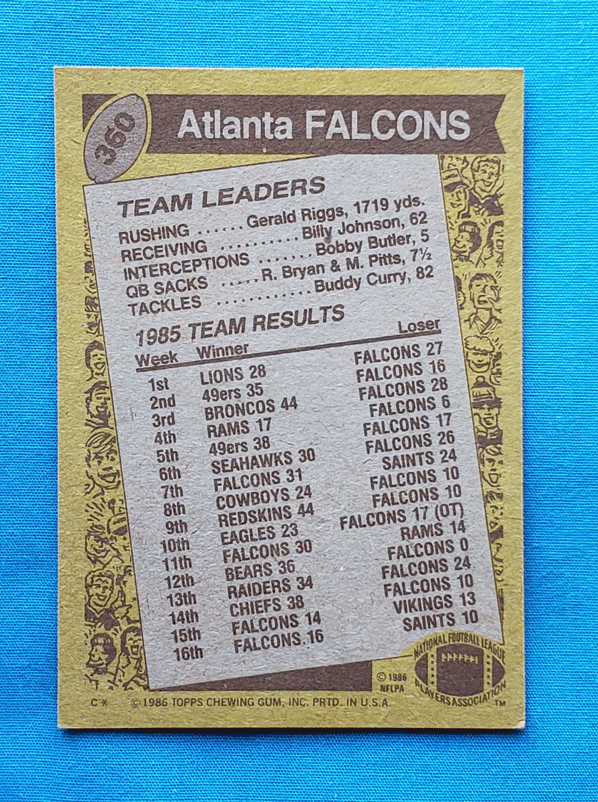 360
Atlanta FALCONS
TEAM LEADERS
RUSHING ...... Gerald Riggs, 1719 yds.
RECEIVING .......... Billy Johnson, 62
INTERCEPTIONS ....... Bobby Butler, 5
QB SACKS ..... R. Bryan & M. Pitts, 7½
TACKLES ............ Buddy Curry, 82
1985 TEAM RESULTS
Week Winner Loser
1st LIONS 28 FALCONS 27
2nd 49ers 35 FALCONS 16
3rd BRONCOS 44 FALCONS 28
4th RAMS 17 FALCONS 6
5th 49ers 38 FALCONS 17
6th SEAHAWKS 30 FALCONS 26
7th FALCONS 31 SAINTS 24
8th COWBOYS 24 FALCONS 10
9th REDSKINS 44 FALCONS 10
10th EAGLES 23 FALCONS 17 (OT)
11th FALCONS 30 RAMS 14
12th BEARS 36 FALCONS 0
13th RAIDERS 34 FALCONS 24
14th CHIEFS 38 FALCONS 10
15th FALCONS 14 VIKINGS 13
16th FALCONS 16 SAINTS 10
© 1986
NFLPA
NATIONAL FOOTBALL LEAGUE
PLAYERS ASSOCIATION
TM
C* © 1986 TOPPS CHEWING GUM, INC. PRTD. IN U.S.A.